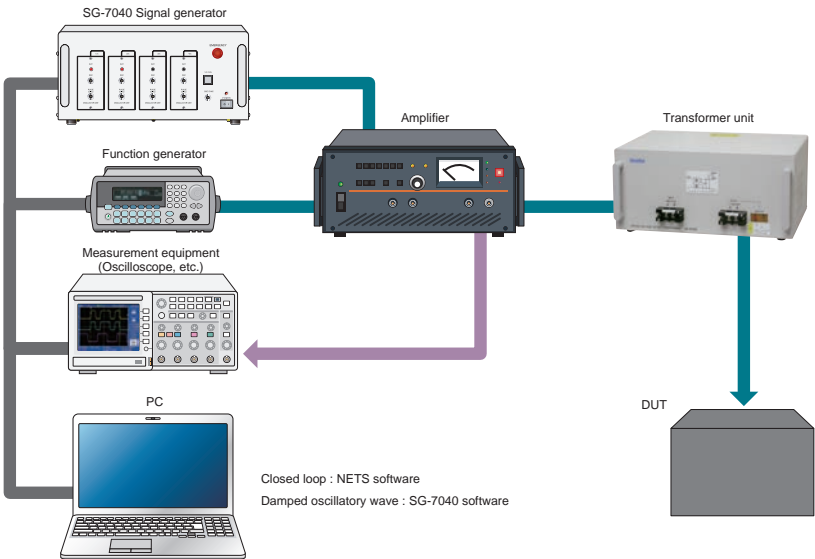 SG-7040 Signal generator
Amplifier
Transformer unit
Function generator
Measurement equipment
(Oscilloscope, etc.)
PC
DUT
Closed loop : NETS software
Damped oscillatory wave : SG-7040 software